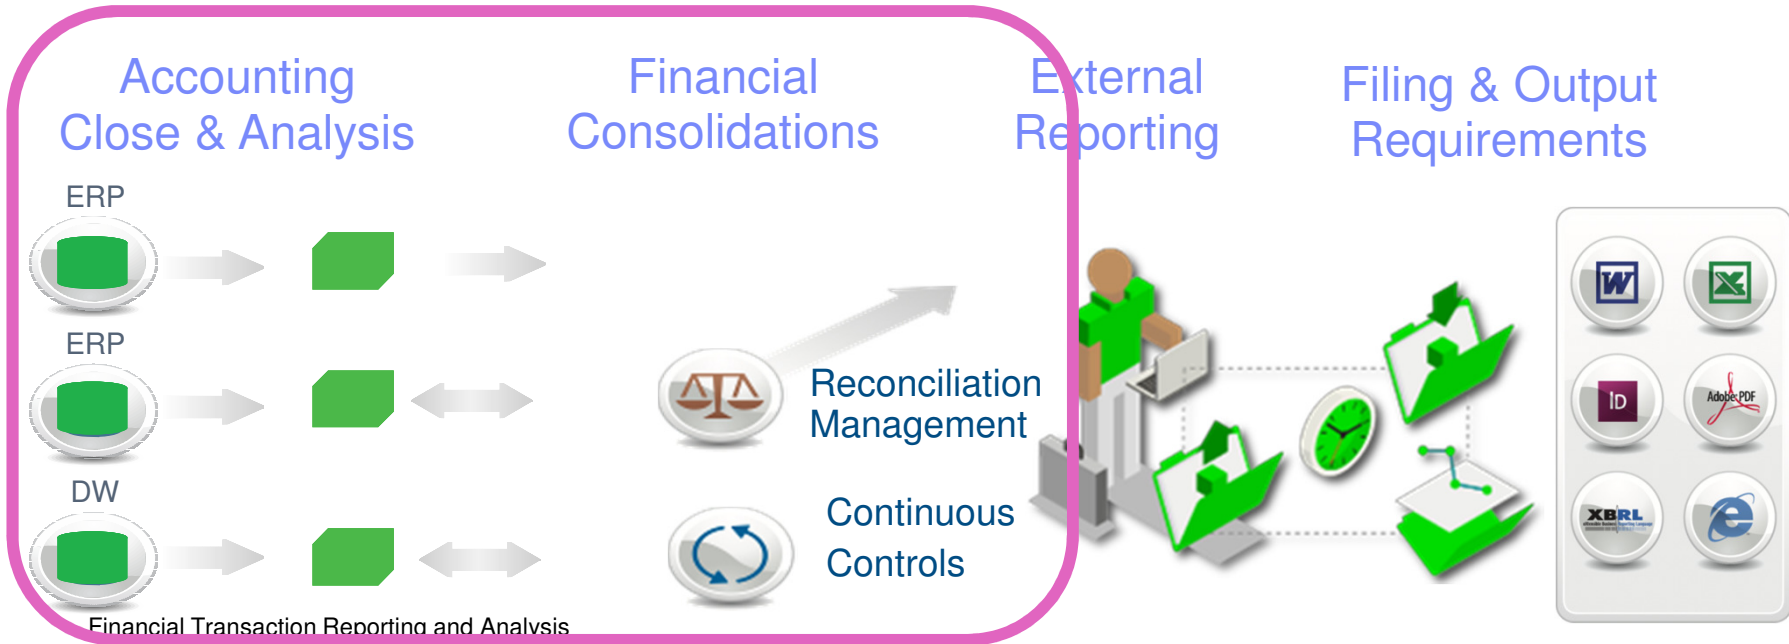 Accounting
Close & Analysis
Financial
Consolidations
External
Reporting
Filing & Output
Requirements
ERP
ERP
DW
Reconciliation
Management
Continuous
Controls
Financial Transaction Reporting and Analysis
W
X
ID
Adobe PDF
XBRL
e